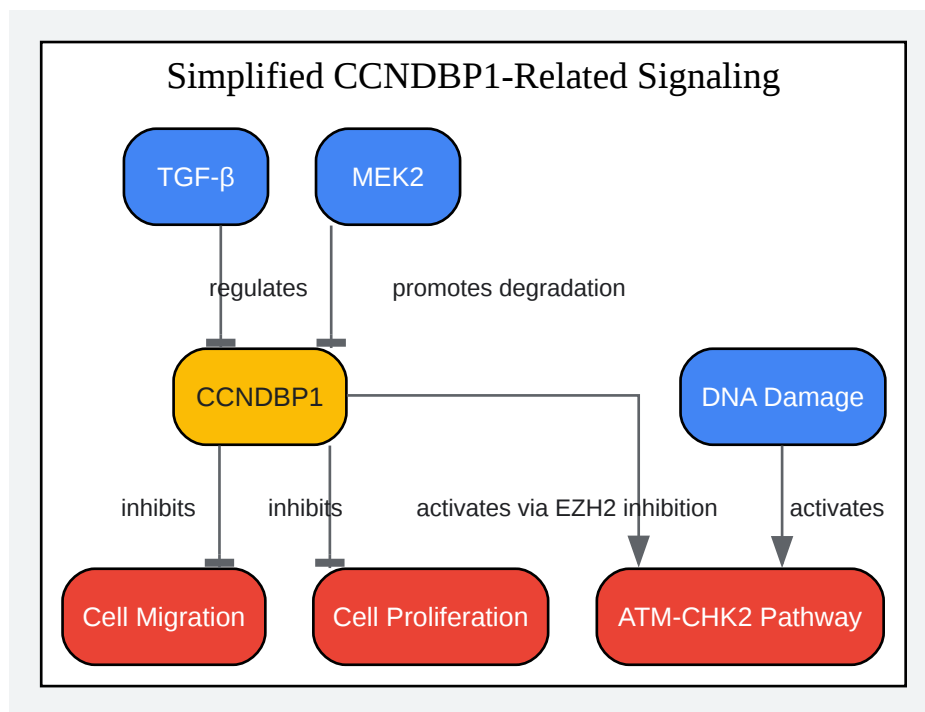 Simplified CCNDBP1-Related Signaling
TGF-β
MEK2
regulates
promotes degradation
CCNDBP1
DNA Damage
inhibits
inhibits
activates via EZH2 inhibition
activates
Cell Migration
Cell Proliferation
ATM-CHK2 Pathway